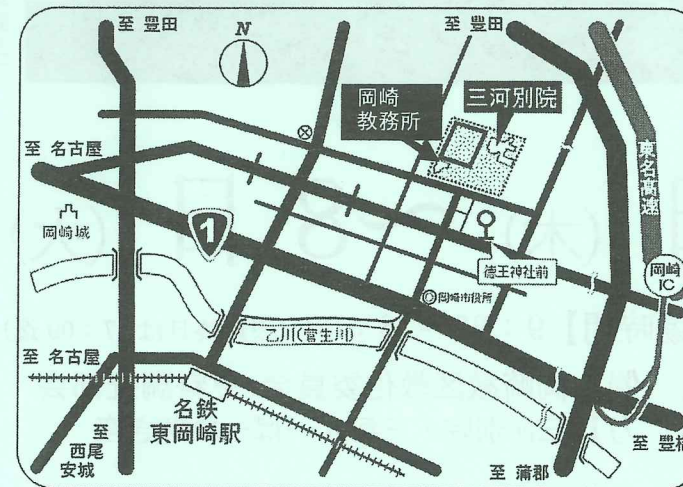 至 豊田
N
至 豊田
岡崎
教務所
三河別院
至 名古屋
東名高速
岡崎城
1
徳王神社前
岡崎
IC
岡崎市役所
乙川(菅生川)
至 名古屋
名鉄
東岡崎駅
至
西尾
安城
至 蒲郡
至 豊橋